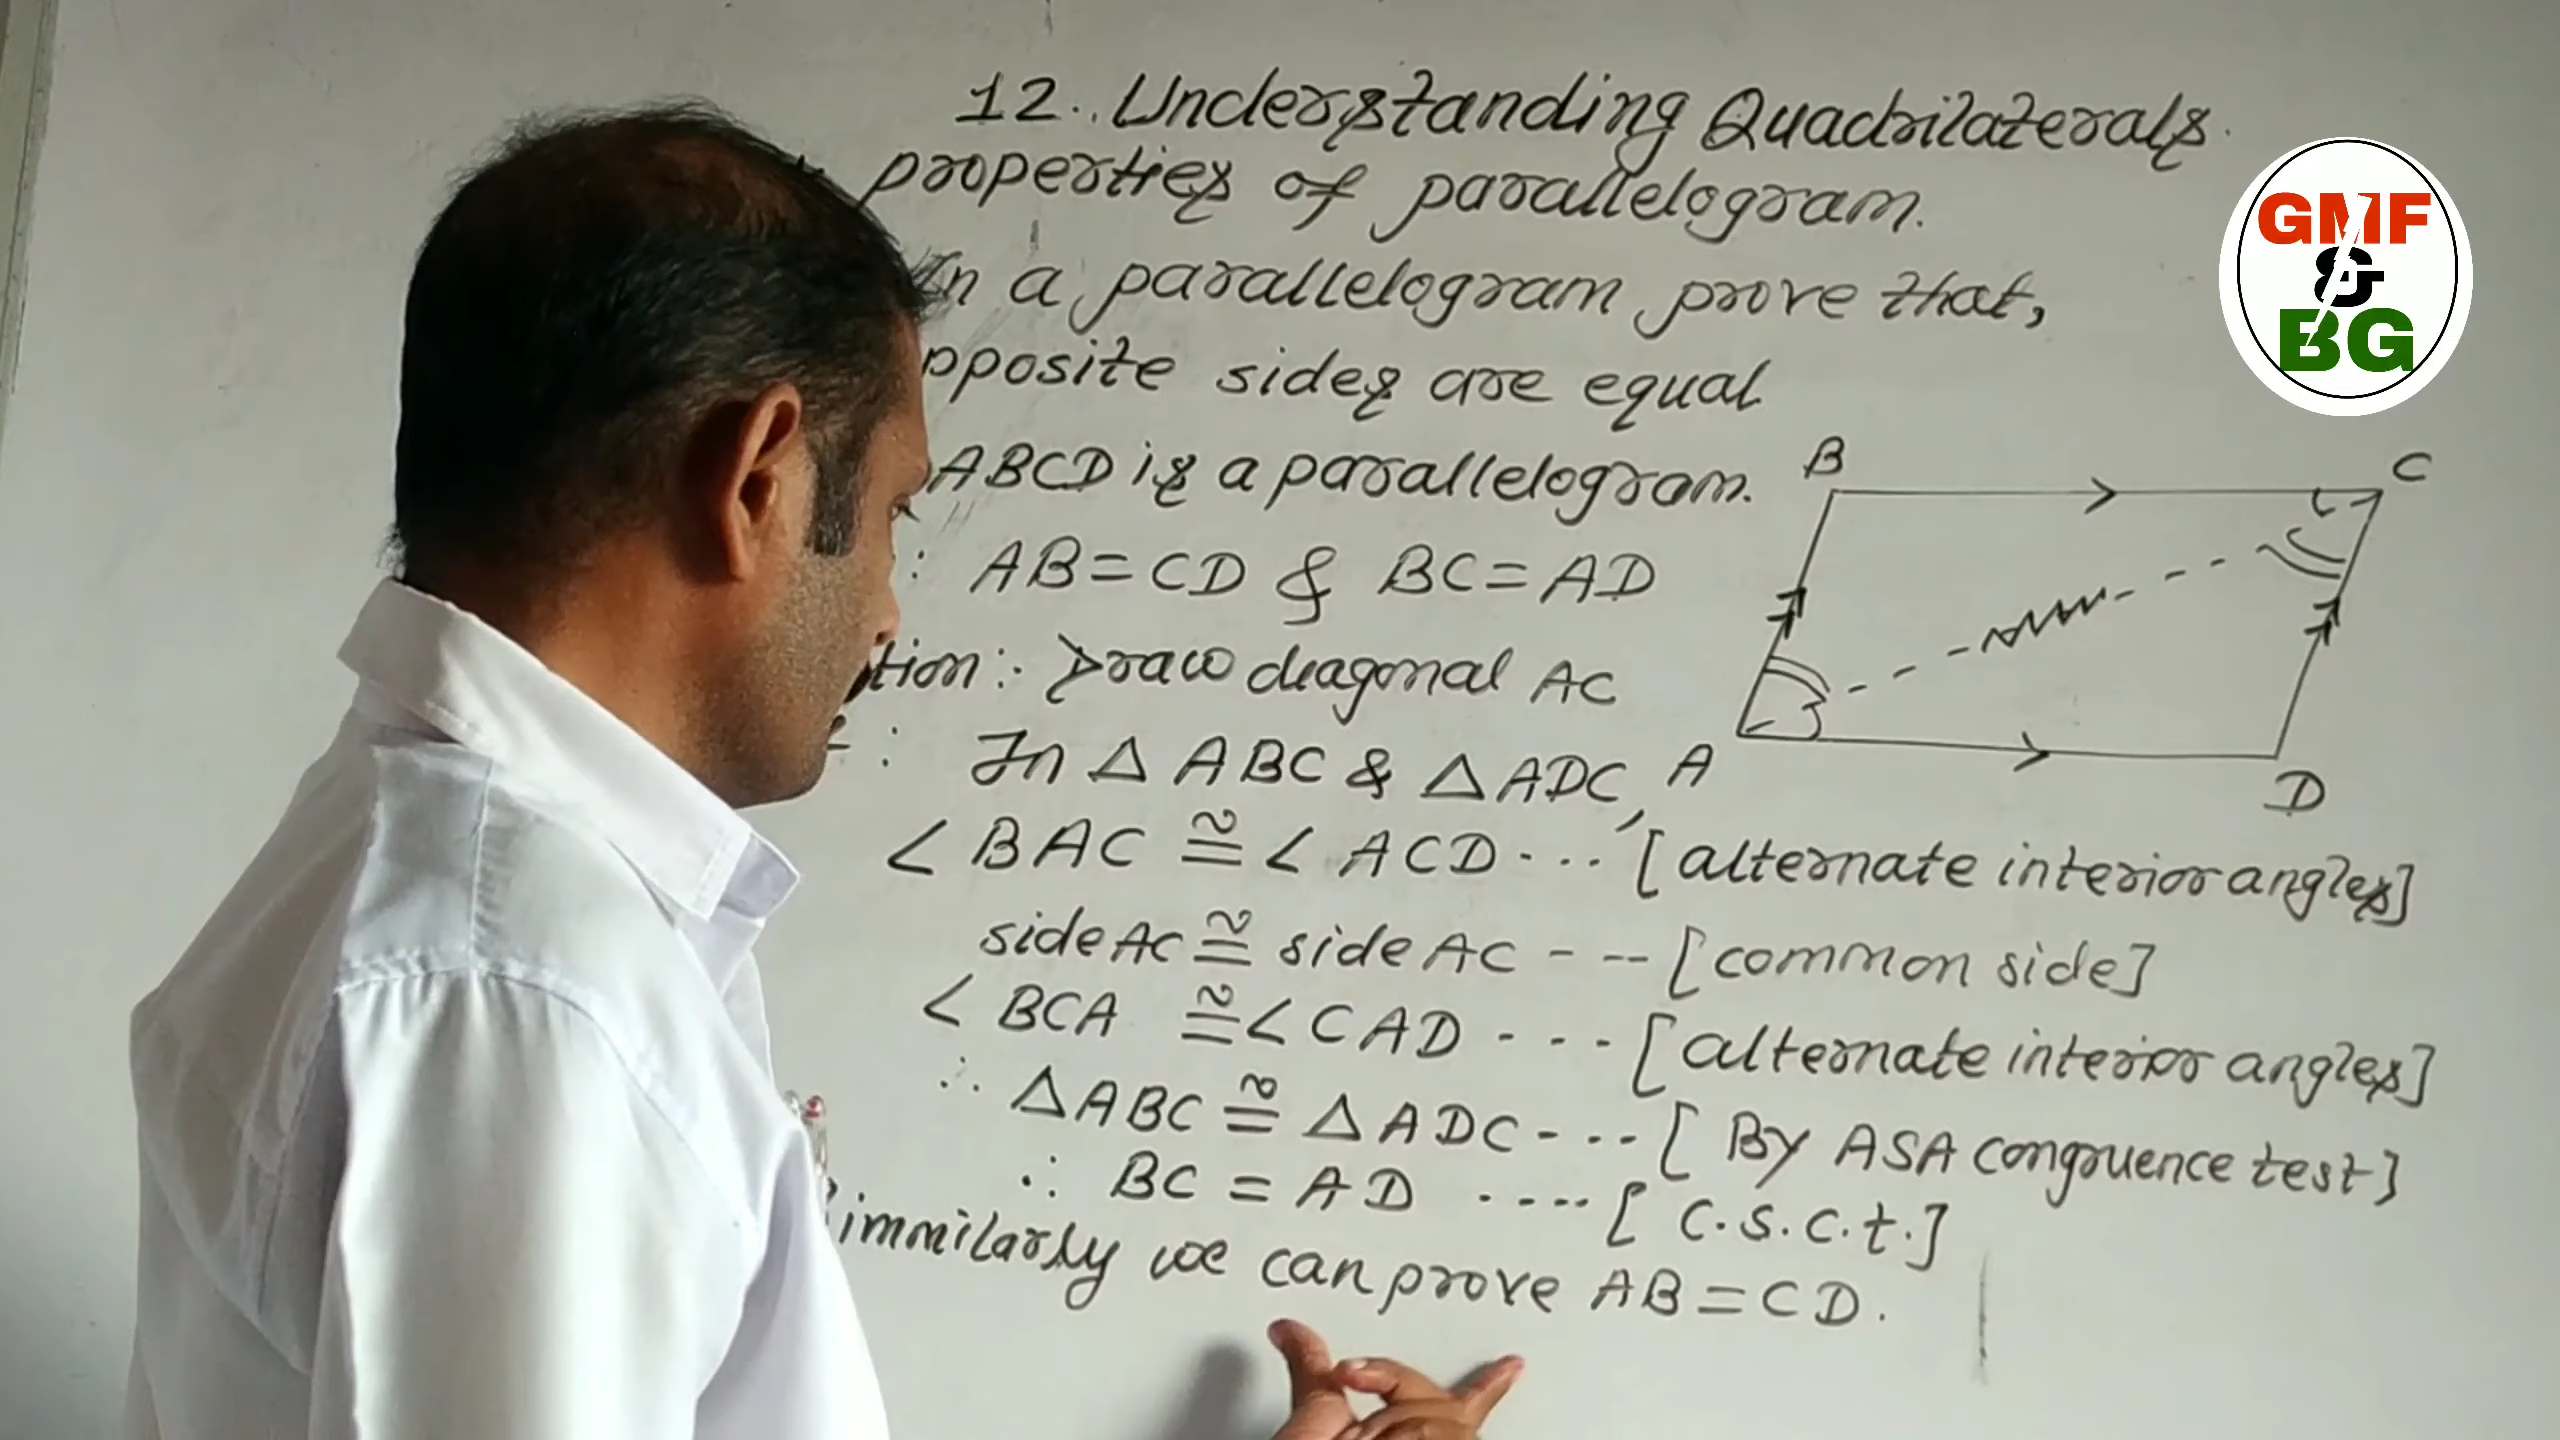 12. Understanding Quadrilaterals.
properties of parallelogram.
In a parallelogram prove that,
opposite sides are equal
ABCD is a parallelogram.
: AB = CD & BC = AD
tion :- Draw diagonal AC
: In △ ABC & △ ADC,
∠ BAC ≅ ∠ ACD - - - [alternate interior angles]
side AC ≅ side AC - -- [common side]
∠ BCA ≅ ∠ CAD - - - [alternate interior angles]
∴ △ ABC ≅ △ ADC - - - [By ASA congruence test]
∴ BC = AD ---- [C.S.C.t.]
immilarly we can prove AB = CD.
B
C
A
D
GMF
&
BG